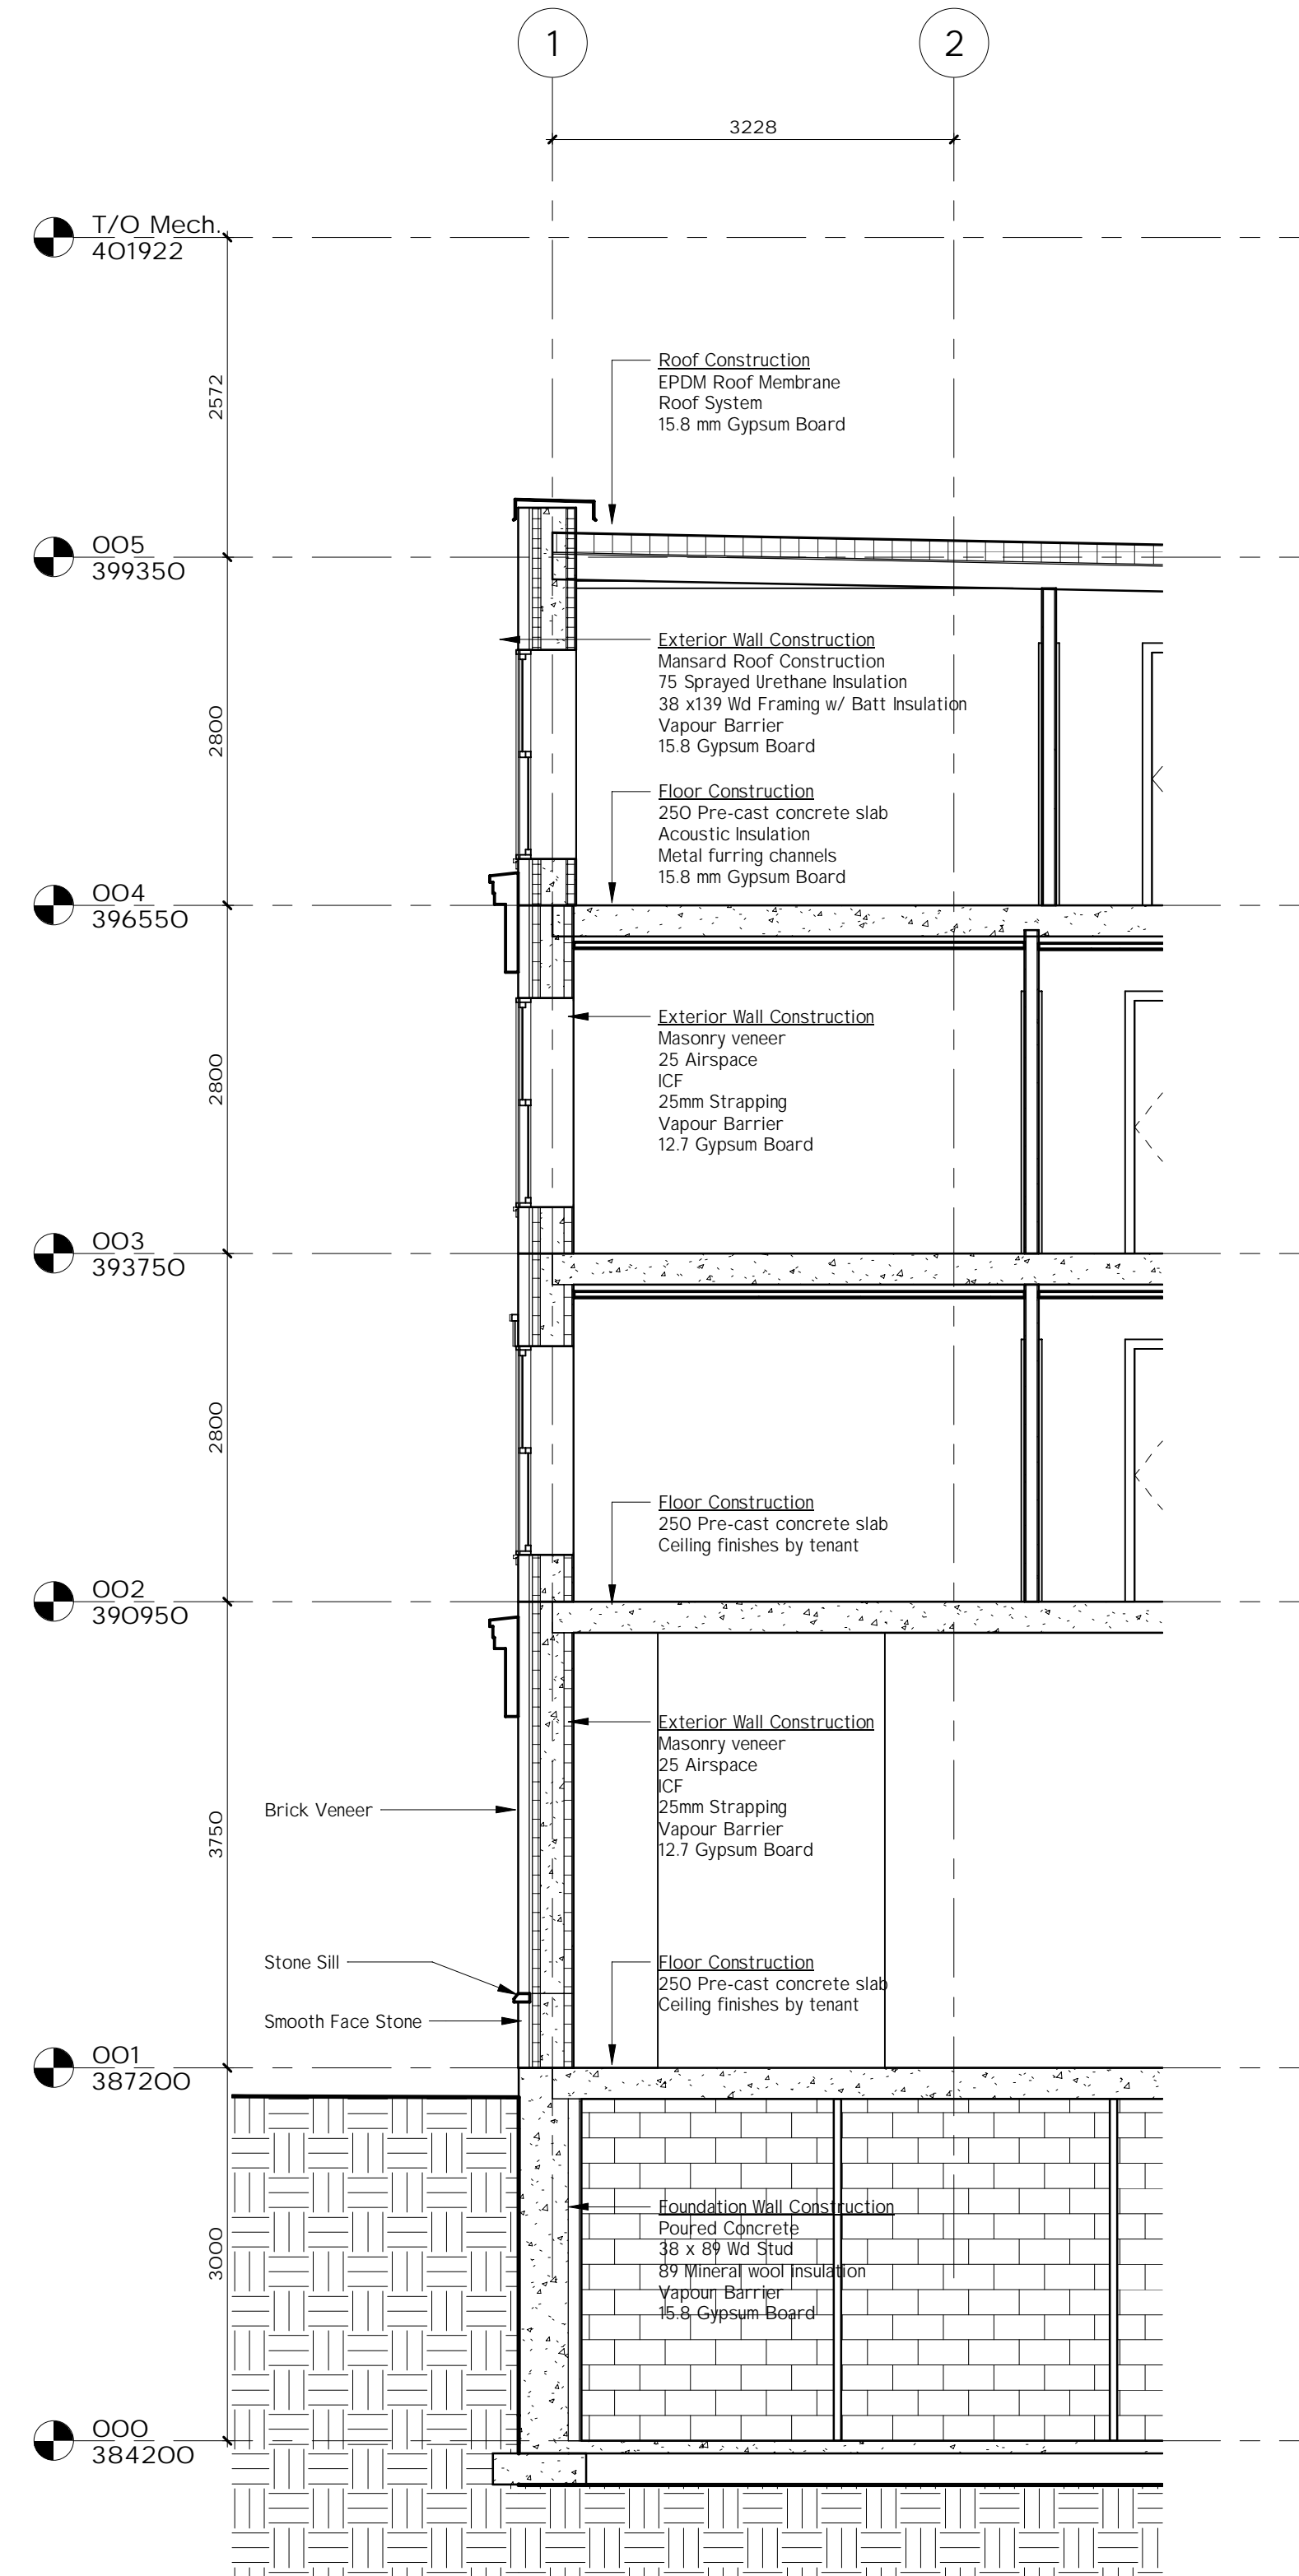 1
2
3228
T/O Mech.
401922
2572
Roof Construction
EPDM Roof Membrane
Roof System
15.8 mm Gypsum Board
005
399350
Exterior Wall Construction
Mansard Roof Construction
75 Sprayed Urethane Insulation
38 x139 Wd Framing w/ Batt Insulation
Vapour Barrier
15.8 Gypsum Board
2800
Floor Construction
250 Pre-cast concrete slab
Acoustic Insulation
Metal furring channels
15.8 mm Gypsum Board
004
396550
Exterior Wall Construction
Masonry veneer
25 Airspace
ICF
25mm Strapping
Vapour Barrier
12.7 Gypsum Board
2800
003
393750
2800
Floor Construction
250 Pre-cast concrete slab
Ceiling finishes by tenant
002
390950
Exterior Wall Construction
Masonry veneer
25 Airspace
ICF
25mm Strapping
Vapour Barrier
12.7 Gypsum Board
Brick Veneer
3750
Stone Sill
Smooth Face Stone
Floor Construction
250 Pre-cast concrete slab
Ceiling finishes by tenant
001
387200
Foundation Wall Construction
Poured Concrete
38 x 89 Wd Stud
89 Mineral wool insulation
Vapour Barrier
15.8 Gypsum Board
3000
000
384200